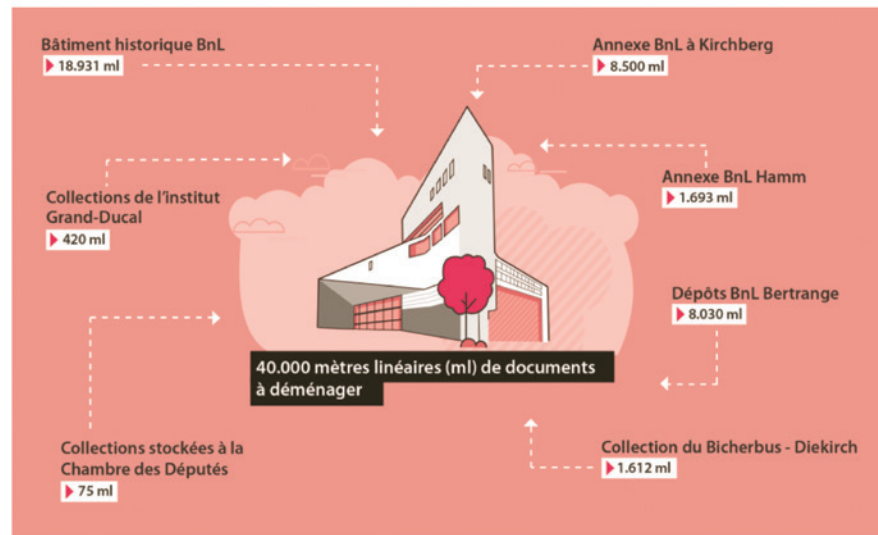 Bâtiment historique BnL
18.931 ml
Annexe BnL à Kirchberg
8.500 ml
Collections de l'institut
Grand-Ducal
420 ml
Annexe BnL Hamm
1.693 ml
Dépôts BnL Bertrange
8.030 ml
40.000 mètres linéaires (ml) de documents
à déménager
Collections stockées à la
Chambre des Députés
75 ml
Collection du Bicherbus - Diekirch
1.612 ml